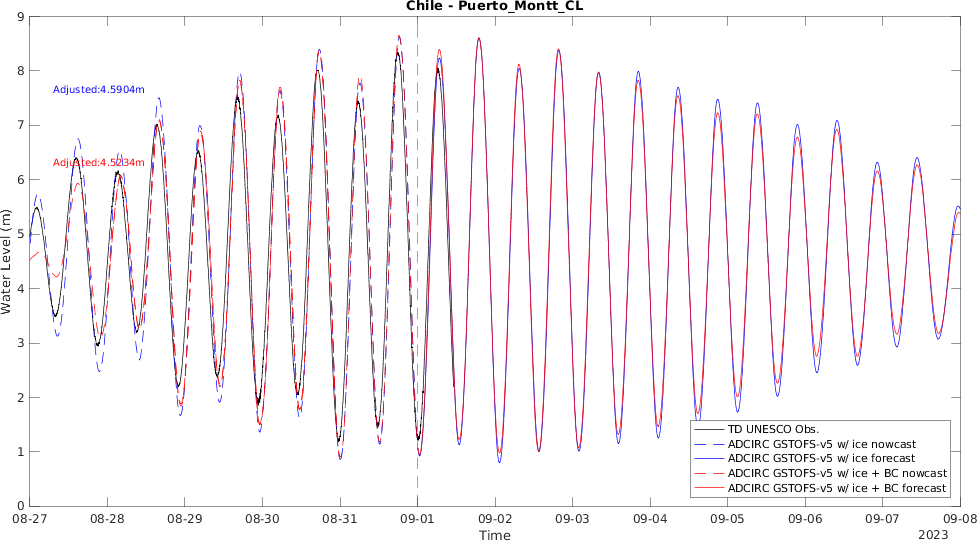 Chile - Puerto_Montt_CL
9
8
7
6
5
4
3
2
1
0
Water Level (m)
Adjusted:4.5904m
Adjusted:4.5234m
TD UNESCO Obs.
ADCIRC GSTOFS-v5 w/ ice nowcast
ADCIRC GSTOFS-v5 w/ ice forecast
ADCIRC GSTOFS-v5 w/ ice + BC nowcast
ADCIRC GSTOFS-v5 w/ ice + BC forecast
08-27 08-28 08-29 08-30 08-31 09-01 09-02 09-03 09-04 09-05 09-06 09-07 09-08
Time
2023